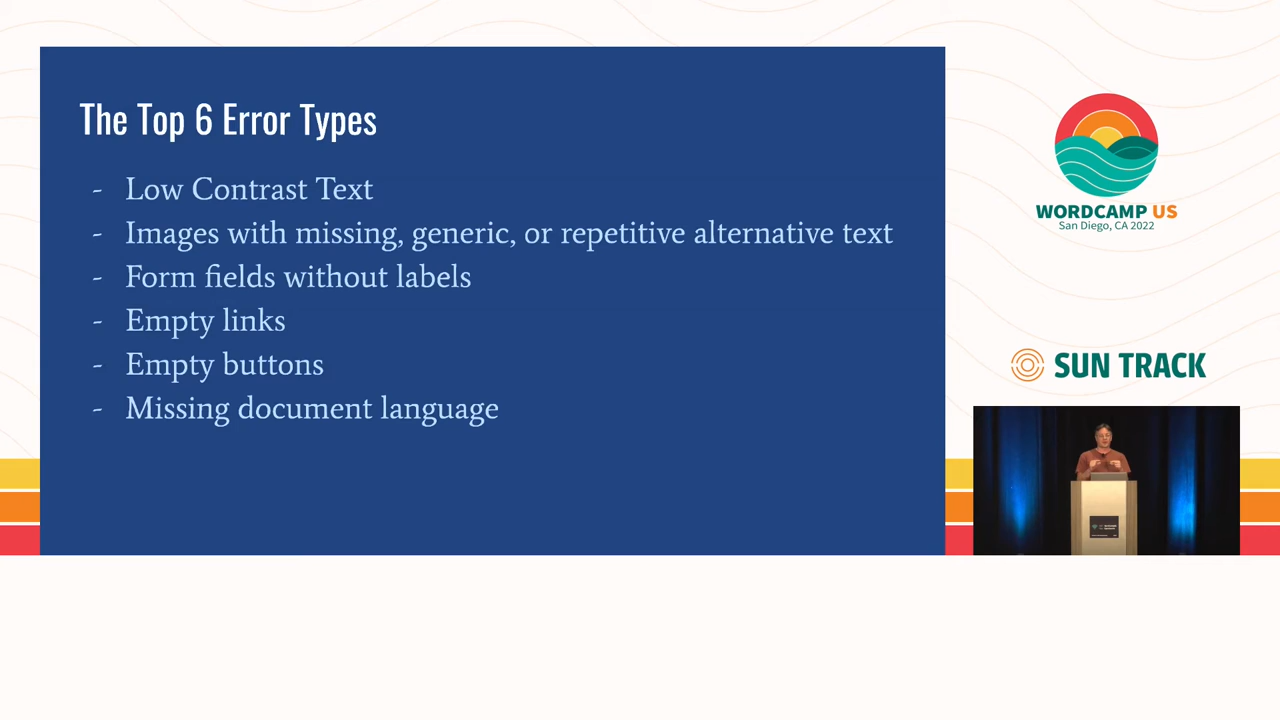 The Top 6 Error Types
- Low Contrast Text
- Images with missing, generic, or repetitive alternative text
- Form fields without labels
- Empty links
- Empty buttons
- Missing document language
WORDCAMP US
San Diego, CA 2022
SUN TRACK